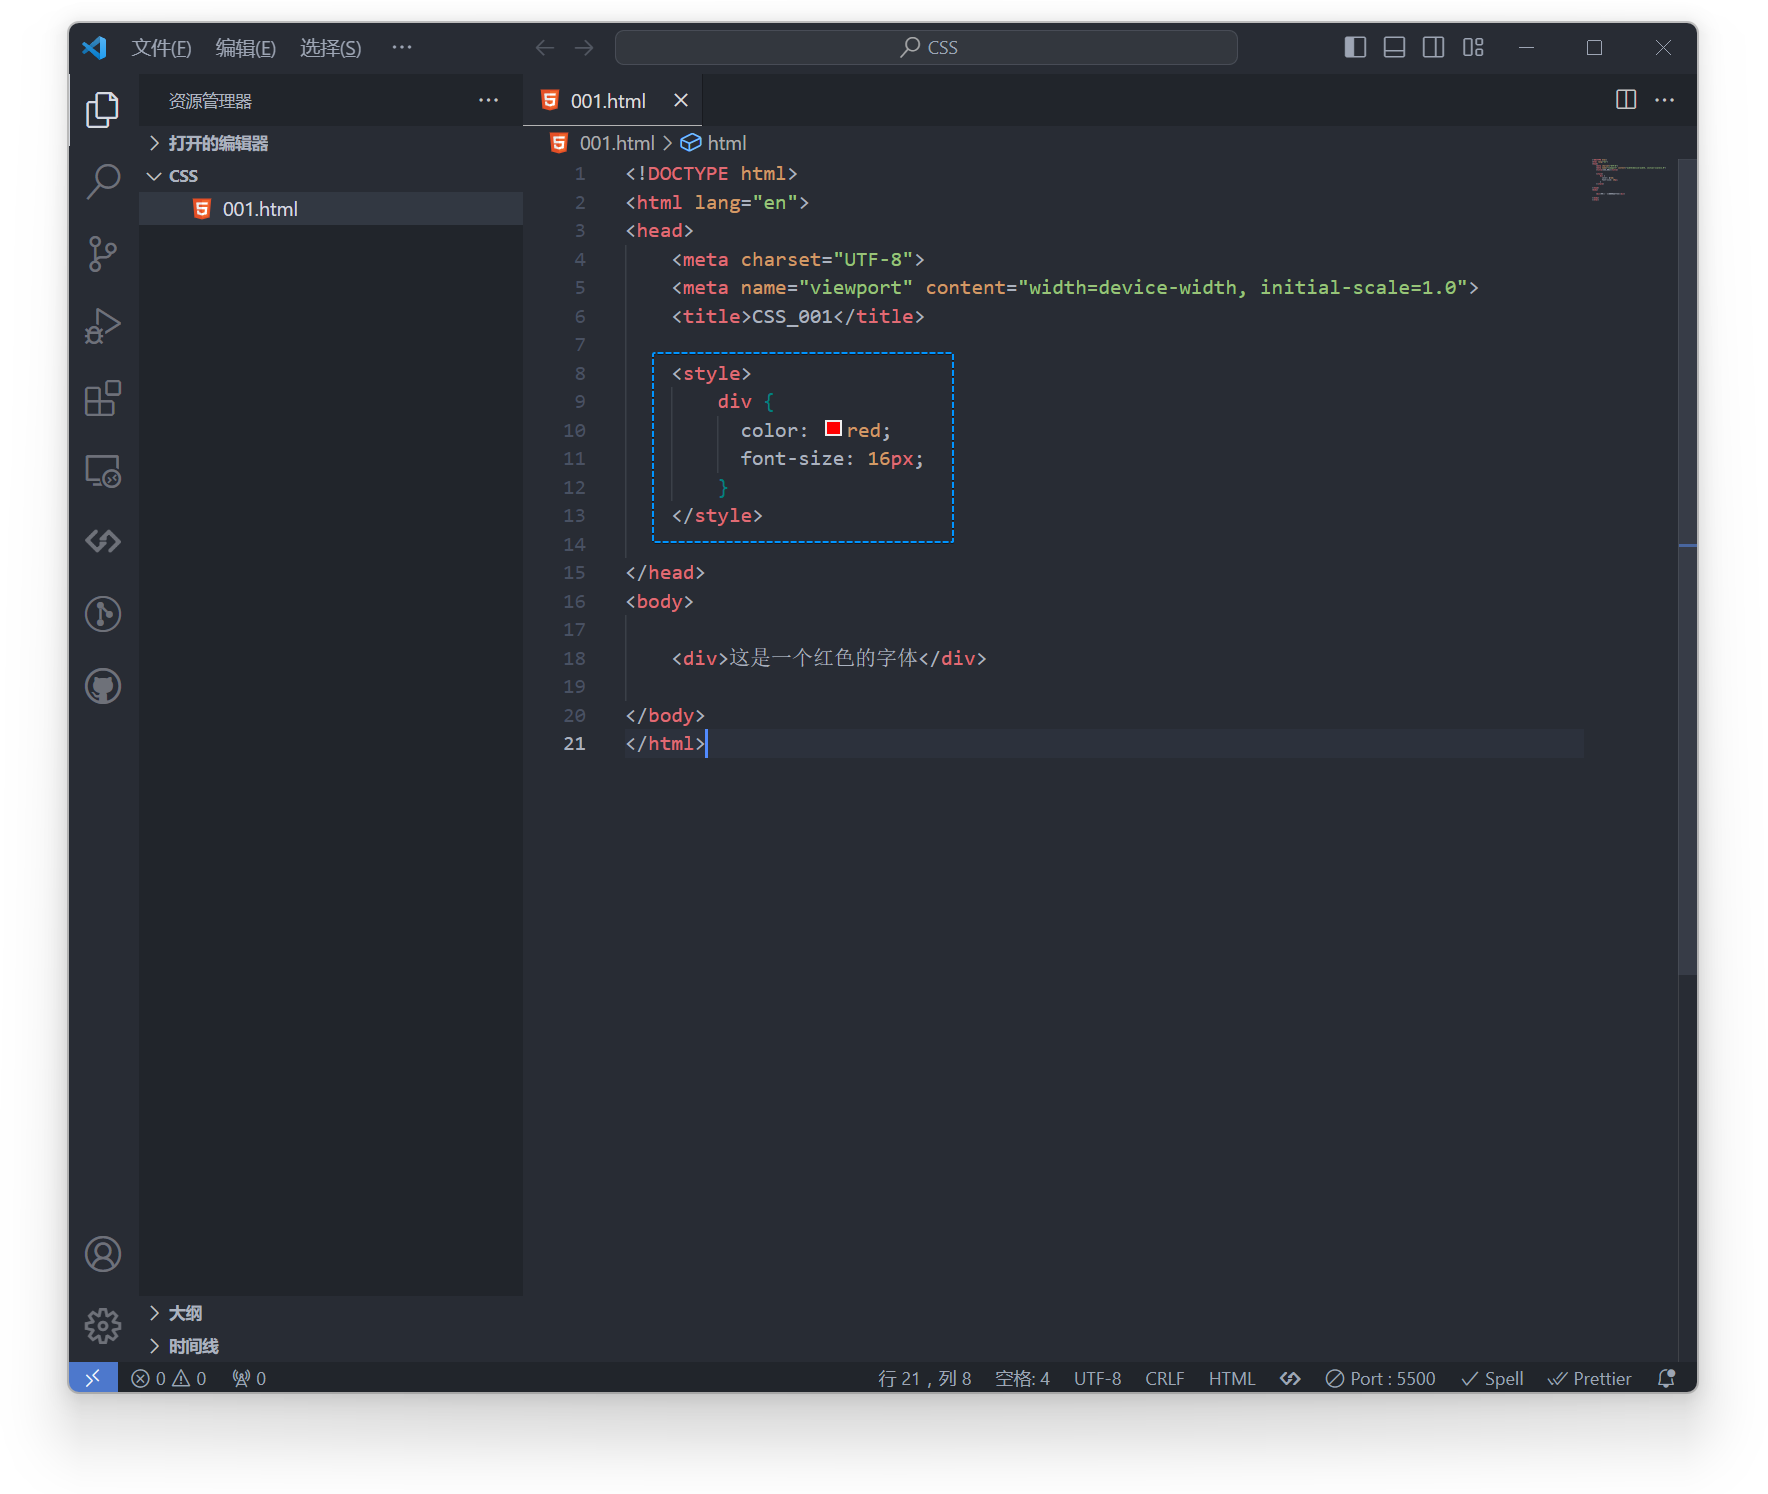 文件(F) 编辑(E) 选择(S) ··· CSS
资源管理器 ···
打开的编辑器
CSS
001.html
大纲
时间线
001.html
001.html > html
1 <!DOCTYPE html>
2 <html lang="en">
3 <head>
4 <meta charset="UTF-8">
5 <meta name="viewport" content="width=device-width, initial-scale=1.0">
6 <title>CSS_001</title>
7
8 <style>
9 div {
10 color: red;
11 font-size: 16px;
12 }
13 </style>
14
15 </head>
16 <body>
17
18 <div>这是一个红色的字体</div>
19
20 </body>
21 </html>
0 0 0 行 21，列 8 空格: 4 UTF-8 CRLF HTML Port : 5500 Spell Prettier